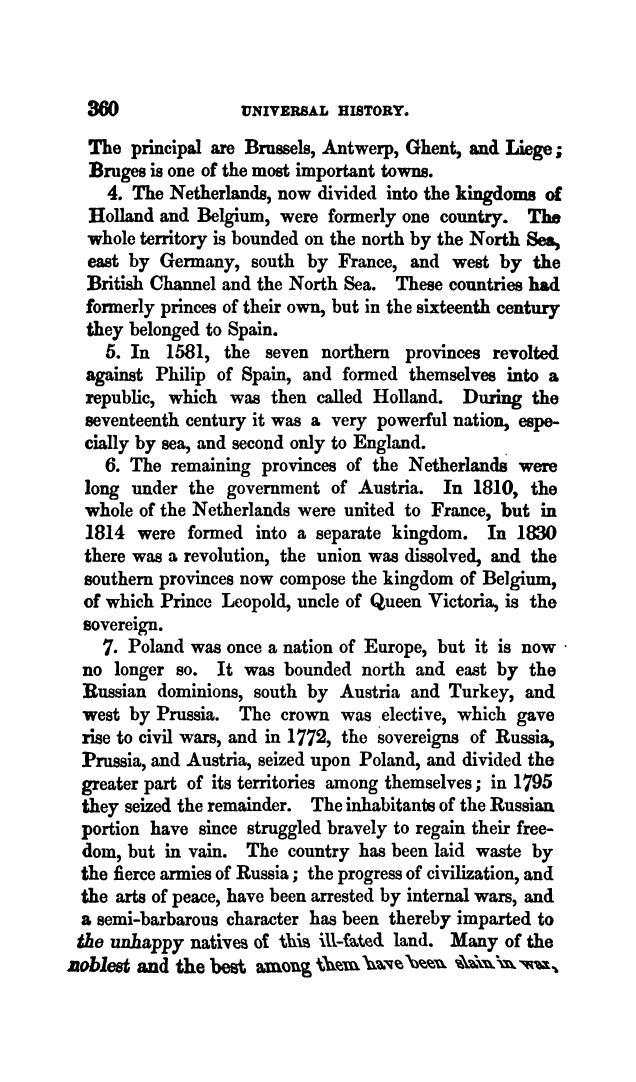 360 UNIVERSAL HISTORY.
The principal are Brussels, Antwerp, Ghent, and Liege;
Bruges is one of the most important towns.
4. The Netherlands, now divided into the kingdoms of
Holland and Belgium, were formerly one country. The
whole territory is bounded on the north by the North Sea,
east by Germany, south by France, and west by the
British Channel and the North Sea. These countries had
formerly princes of their own, but in the sixteenth century
they belonged to Spain.
5. In 1581, the seven northern provinces revolted
against Philip of Spain, and formed themselves into a
republic, which was then called Holland. During the
seventeenth century it was a very powerful nation, espe-
cially by sea, and second only to England.
6. The remaining provinces of the Netherlands were
long under the government of Austria. In 1810, the
whole of the Netherlands were united to France, but in
1814 were formed into a separate kingdom. In 1830
there was a revolution, the union was dissolved, and the
southern provinces now compose the kingdom of Belgium,
of which Prince Leopold, uncle of Queen Victoria, is the
sovereign.
7. Poland was once a nation of Europe, but it is now
no longer so. It was bounded north and east by the
Russian dominions, south by Austria and Turkey, and
west by Prussia. The crown was elective, which gave
rise to civil wars, and in 1772, the sovereigns of Russia,
Prussia, and Austria, seized upon Poland, and divided the
greater part of its territories among themselves; in 1795
they seized the remainder. The inhabitants of the Russian
portion have since struggled bravely to regain their free-
dom, but in vain. The country has been laid waste by
the fierce armies of Russia; the progress of civilization, and
the arts of peace, have been arrested by internal wars, and
a semi-barbarous character has been thereby imparted to
the unhappy natives of this ill-fated land. Many of the
noblest and the best among them have been slain in war,